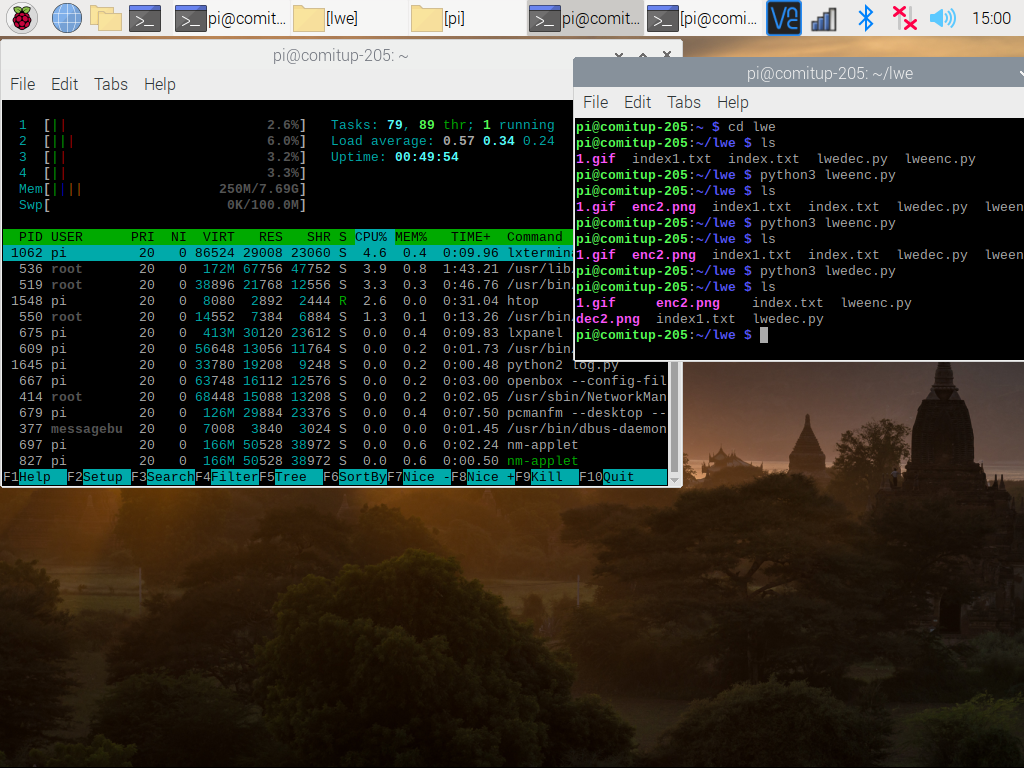 pi@comit... [lwe] [pi] pi@comit... [pi@comi... VNC 15:00
pi@comitup-205: ~
File Edit Tabs Help
1 [|| 2.6%] Tasks: 79, 89 thr; 1 running
2 [||| 6.0%] Load average: 0.57 0.34 0.24
3 [|| 3.2%] Uptime: 00:49:54
4 [|| 3.3%]
Mem[|||| 250M/7.69G]
Swp[ 0K/100.0M]
PID USER PRI NI VIRT RES SHR S CPU% MEM% TIME+ Command
1062 pi 20 0 86524 29008 23060 S 4.6 0.4 0:09.96 lxtermina
536 root 20 0 172M 67756 47752 S 3.9 0.8 1:43.21 /usr/lib
519 root 20 0 38896 21768 12556 S 3.3 0.3 0:46.76 /usr/bin
1548 pi 20 0 8080 2892 2444 R 2.6 0.0 0:31.04 htop
550 root 20 0 14552 7384 6884 S 1.3 0.1 0:13.26 /usr/bin
675 pi 20 0 413M 30120 23612 S 0.0 0.4 0:09.83 lxpanel
609 pi 20 0 56648 13056 11764 S 0.0 0.2 0:01.73 /usr/bin
1645 pi 20 0 33780 19208 9248 S 0.0 0.2 0:00.48 python2 log.py
667 pi 20 0 63748 16112 12576 S 0.0 0.2 0:03.00 openbox --config-fil
414 root 20 0 68448 15088 13208 S 0.0 0.2 0:02.05 /usr/sbin/NetworkMan
679 pi 20 0 126M 29884 23376 S 0.0 0.4 0:07.50 pcmanfm --desktop --
377 messagebu 20 0 7008 3840 3024 S 0.0 0.0 0:01.45 /usr/bin/dbus-daemon
697 pi 20 0 166M 50528 38972 S 0.0 0.6 0:02.24 nm-applet
827 pi 20 0 166M 50528 38972 S 0.0 0.6 0:00.50 nm-applet
F1Help F2Setup F3SearchF4FilterF5Tree F6SortByF7Nice -F8Nice +F9Kill F10Quit
pi@comitup-205: ~/lwe
File Edit Tabs Help
pi@comitup-205:~ $ cd lwe
pi@comitup-205:~/lwe $ ls
1.gif index1.txt index.txt lwedec.py lweenc.py
pi@comitup-205:~/lwe $ python3 lweenc.py
pi@comitup-205:~/lwe $ ls
1.gif enc2.png index1.txt index.txt lwedec.py lween
pi@comitup-205:~/lwe $ python3 lweenc.py
pi@comitup-205:~/lwe $ ls
1.gif enc2.png index1.txt index.txt lwedec.py lween
pi@comitup-205:~/lwe $ python3 lwedec.py
pi@comitup-205:~/lwe $ ls
1.gif enc2.png index.txt lweenc.py
dec2.png index1.txt lwedec.py
pi@comitup-205:~/lwe $